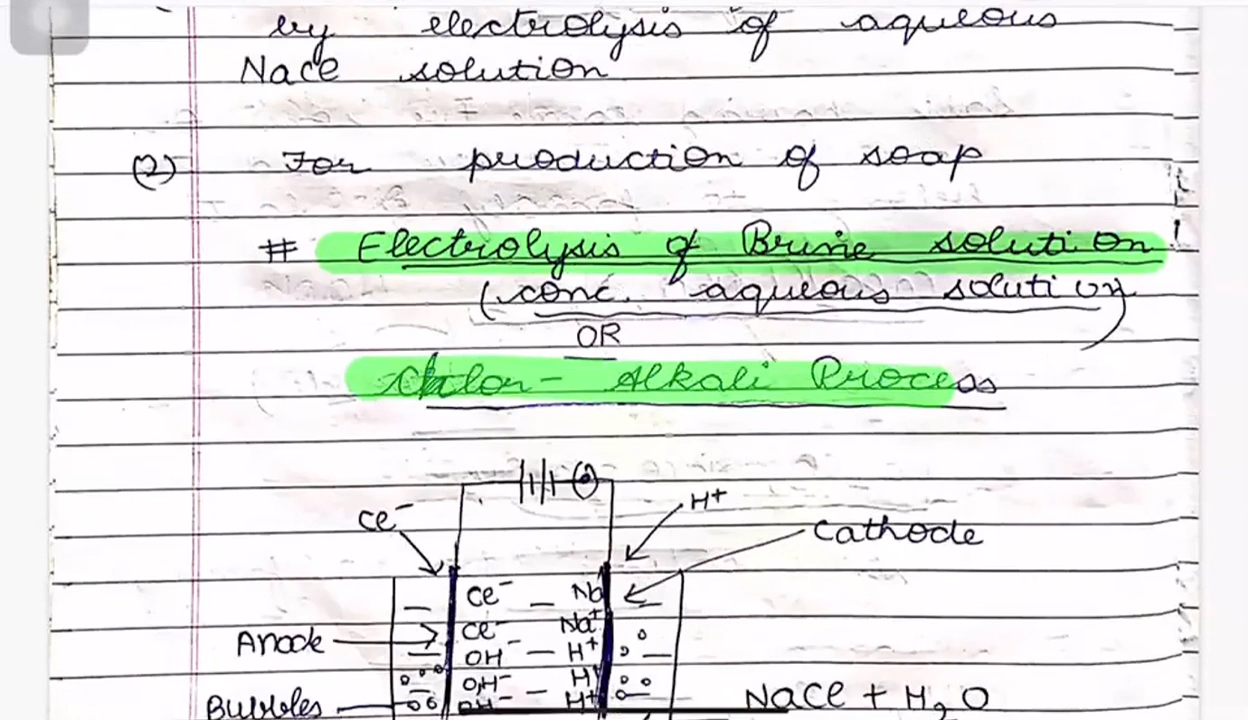 by electrolysis of aqueous
NaCl solution
(2) For production of soap
# Electrolysis of Brine solution
(conc. aqueous solution)
OR
Chlor-Alkali Process
Cl⁻
H⁺
Cathode
Cl⁻ Na
Cl⁻ Na⁺
Anode
OH⁻ H⁺
OH⁻ H⁺
Bubbles
OH⁻ H⁺
NaCl + H₂O